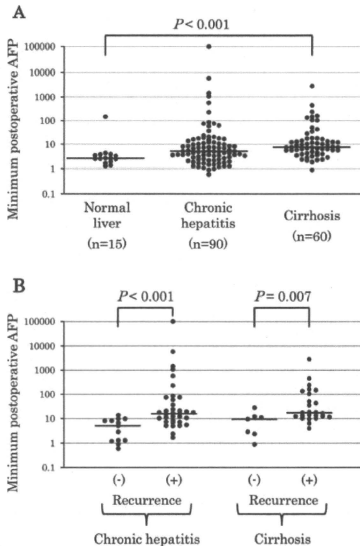 A
P < 0.001
Minimum postoperative AFP
100000
10000
1000
100
10
1
0.1
Normal liver (n=15)
Chronic hepatitis (n=90)
Cirrhosis (n=60)
B
P < 0.001
P = 0.007
Minimum postoperative AFP
100000
10000
1000
100
10
1
0.1
(-) (+) (-) (+)
Recurrence Recurrence
Chronic hepatitis Cirrhosis